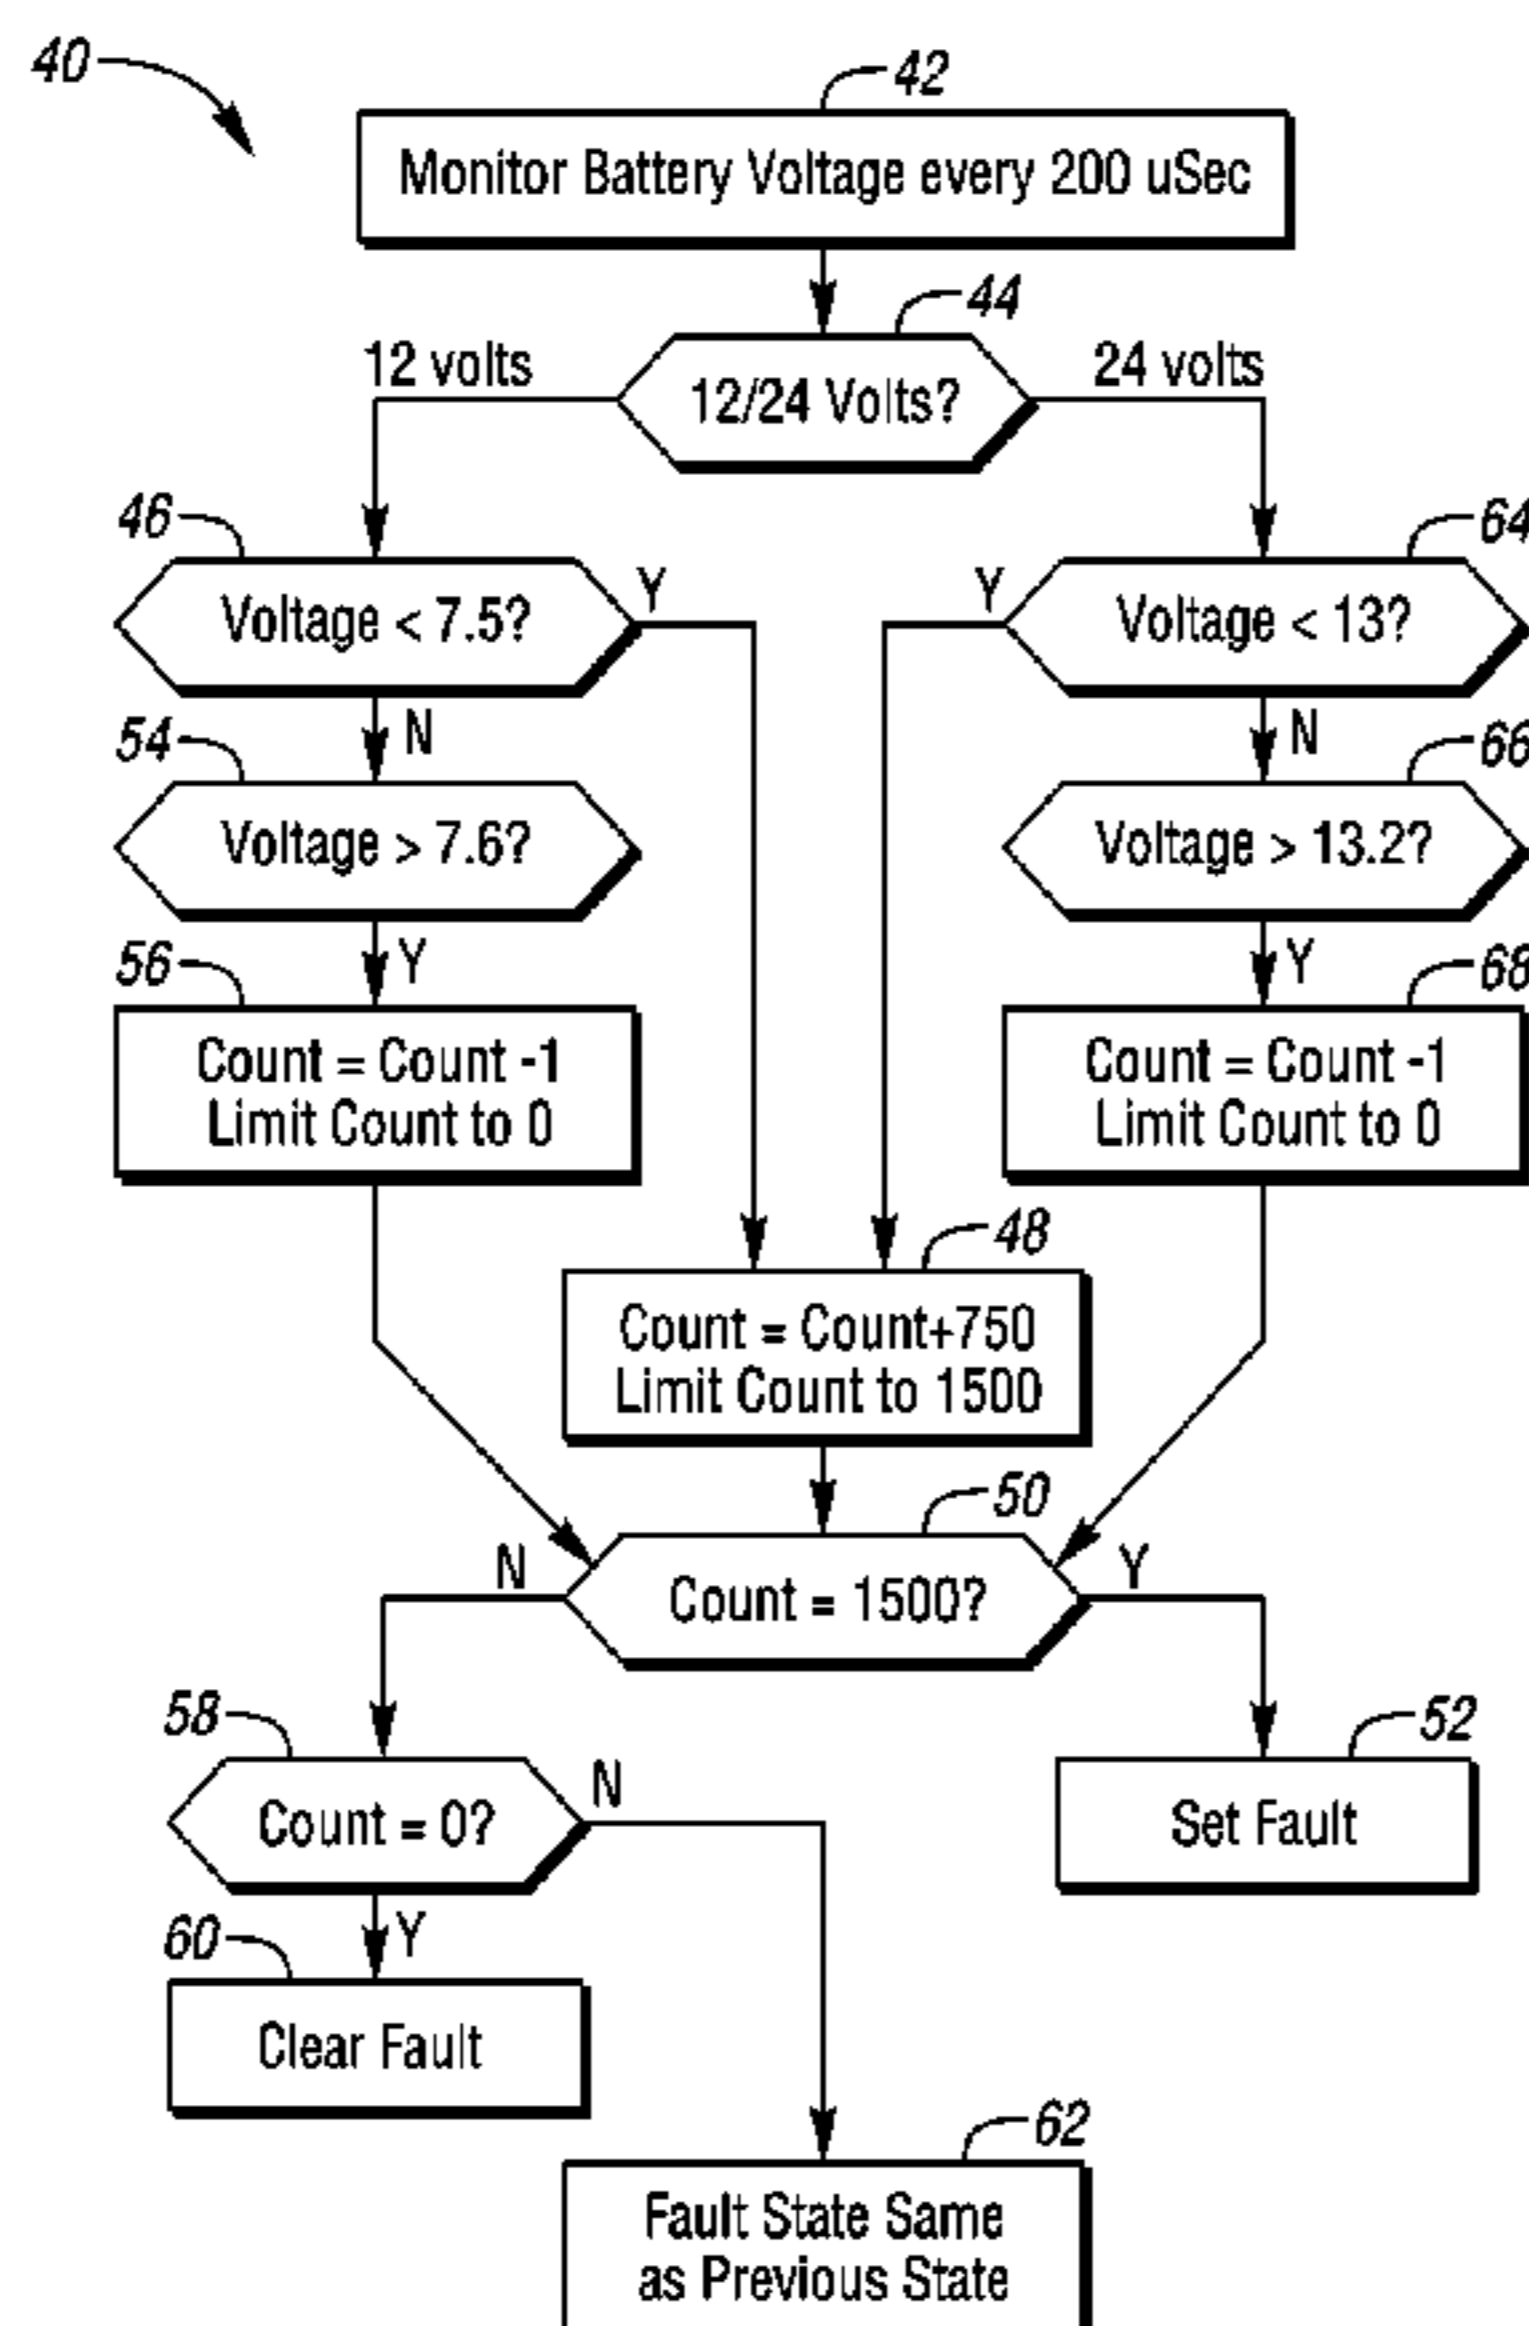 40
42
Monitor Battery Voltage every 200 uSec
44
12 volts
12/24 Volts?
24 volts
46
Voltage < 7.5?
Y
Y
64
Voltage < 13?
N
N
54
Voltage > 7.6?
66
Voltage > 13.2?
Y
Y
56
Count = Count -1
Limit Count to 0
68
Count = Count -1
Limit Count to 0
48
Count = Count+750
Limit Count to 1500
50
N
Count = 1500?
Y
58
Count = 0?
N
52
Set Fault
Y
60
Clear Fault
62
Fault State Same
as Previous State